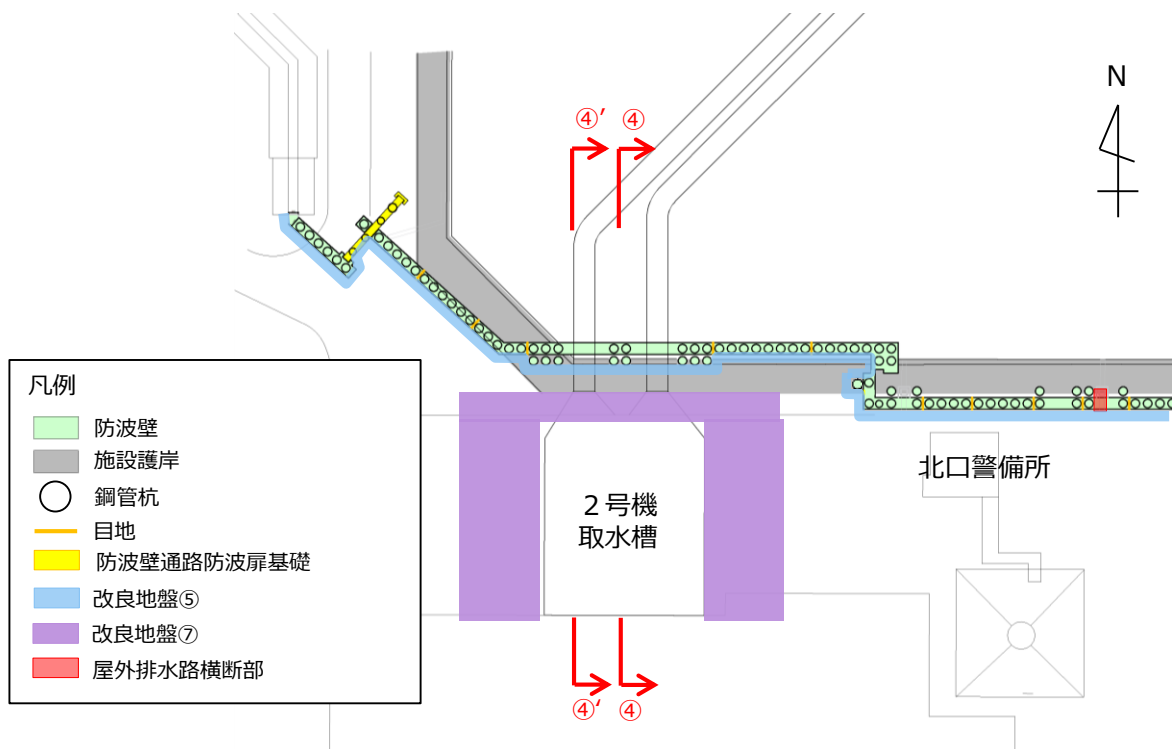 N
④’ ④
凡例
防波壁
施設護岸
鋼管杭
目地
防波壁通路防波扉基礎
改良地盤⑤
改良地盤⑦
屋外排水路横断部
北口警備所
２号機
取水槽
④‘ ④